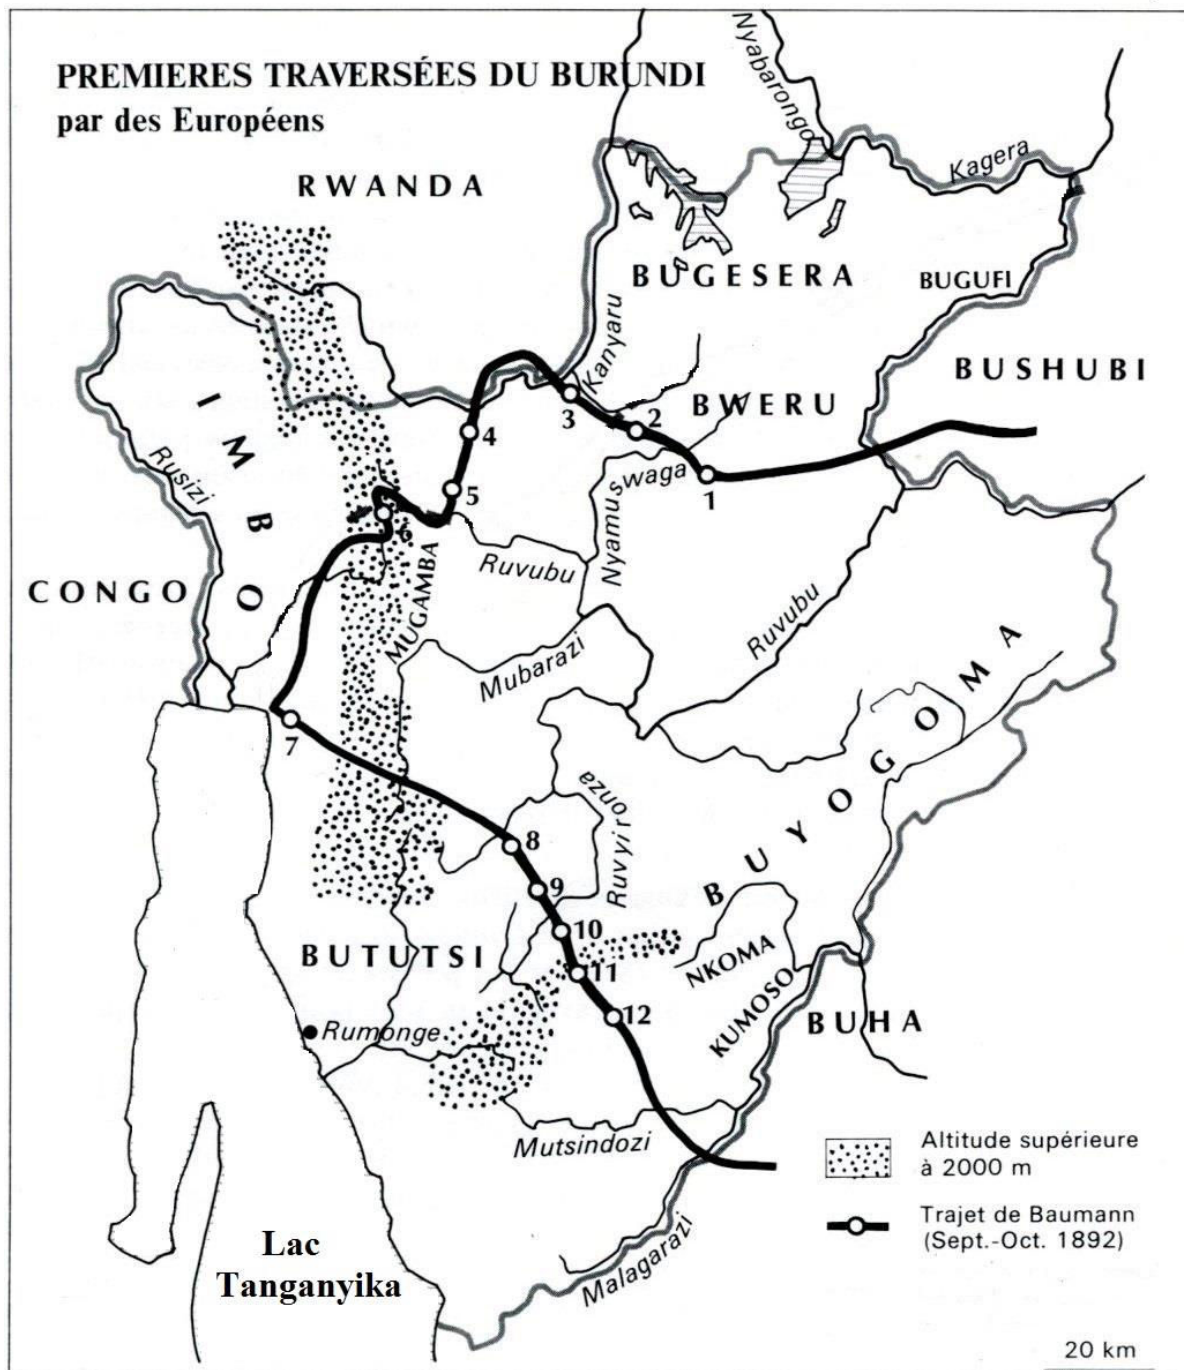 PREMIERES TRAVERSÉES DU BURUNDI
par des Européens
Nyabarongo
Kagera
RWANDA
BUGESERA
BUGUFI
Kanyaru
BUSHUBI
BWERU
IMBO
3
2
4
1
5
6
Rusizi
Nyamuswaga
Ruvubu
MUGAMBA
CONGO
Ruvubu
Mubarazi
7
BUYOGOMA
Ruvyironza
8
9
10
11
12
BUTUTSI
NKOMA
KUMOSO
BUHA
Rumonge
Mutsindozi
Malagarazi
Lac
Tanganyika
Altitude supérieure
à 2000 m
Trajet de Baumann
(Sept.-Oct. 1892)
20 km